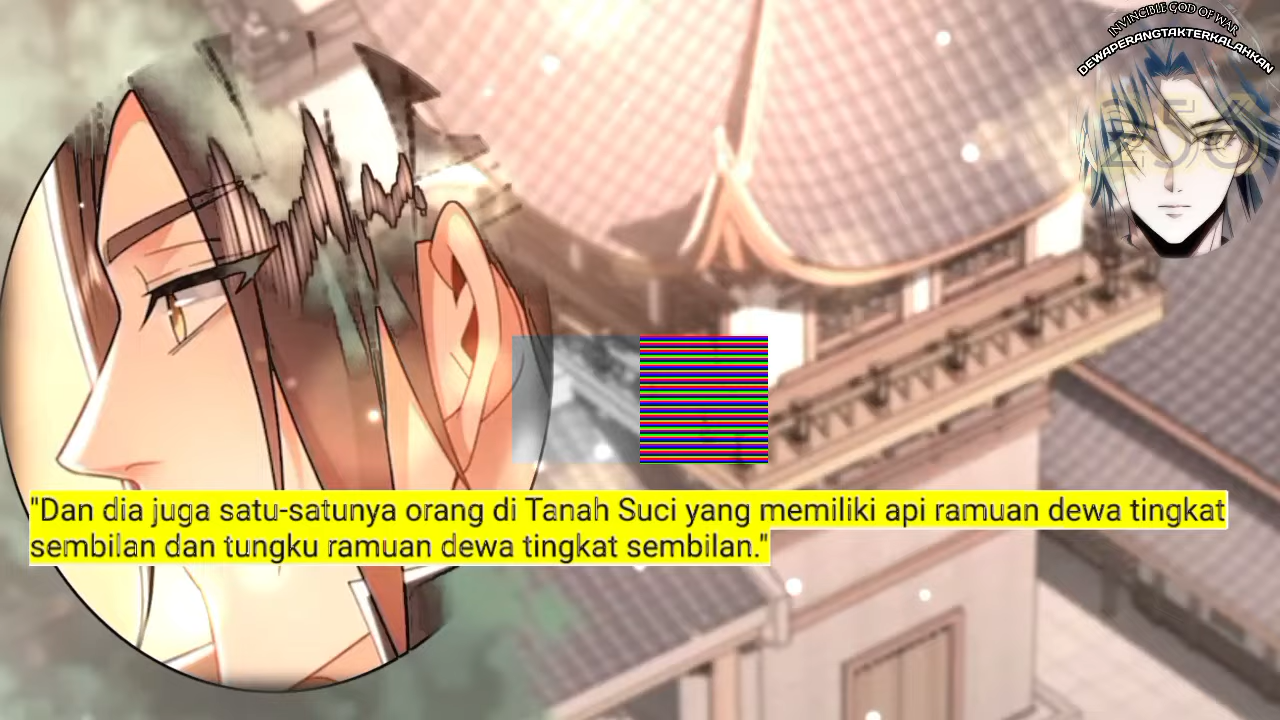 INVINCIBLE GOD OF WAR
DEWAPERANGTAKTERKALAHKAN
256
"Dan dia juga satu-satunya orang di Tanah Suci yang memiliki api ramuan dewa tingkat
sembilan dan tungku ramuan dewa tingkat sembilan."